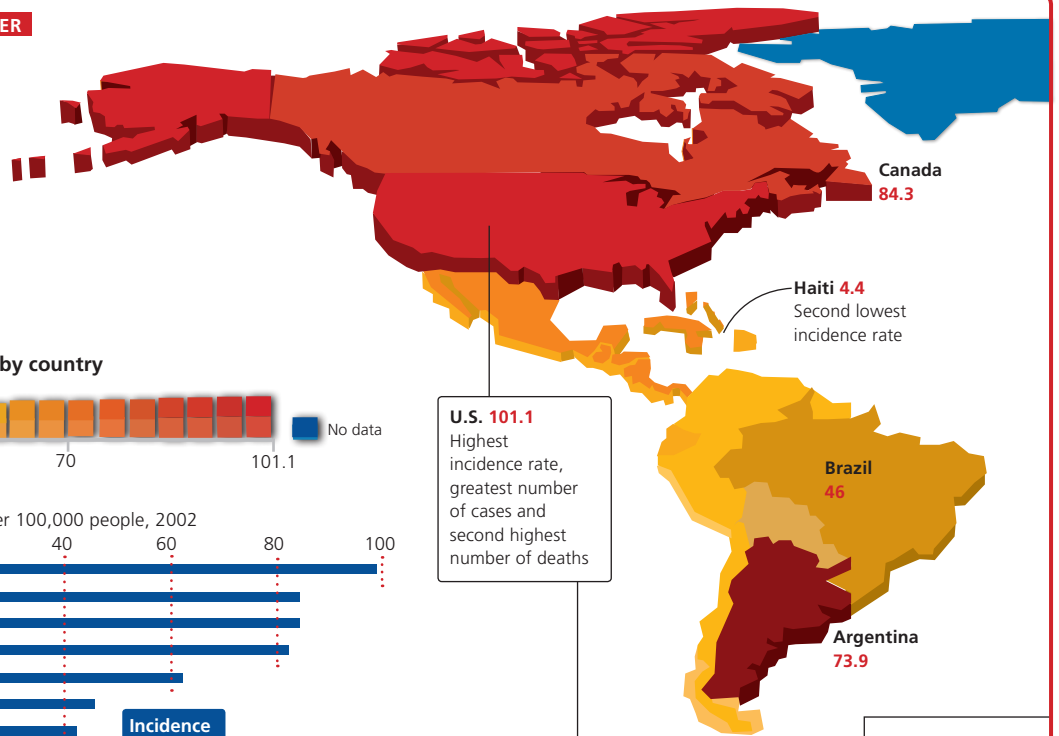 ER
Canada
84.3
Haiti 4.4
Second lowest
incidence rate
by country
No data
70
101.1
U.S. 101.1
Highest
incidence rate,
greatest number
of cases and
second highest
number of deaths
Brazil
46
er 100,000 people, 2002
40 60 80 100
Argentina
73.9
Incidence